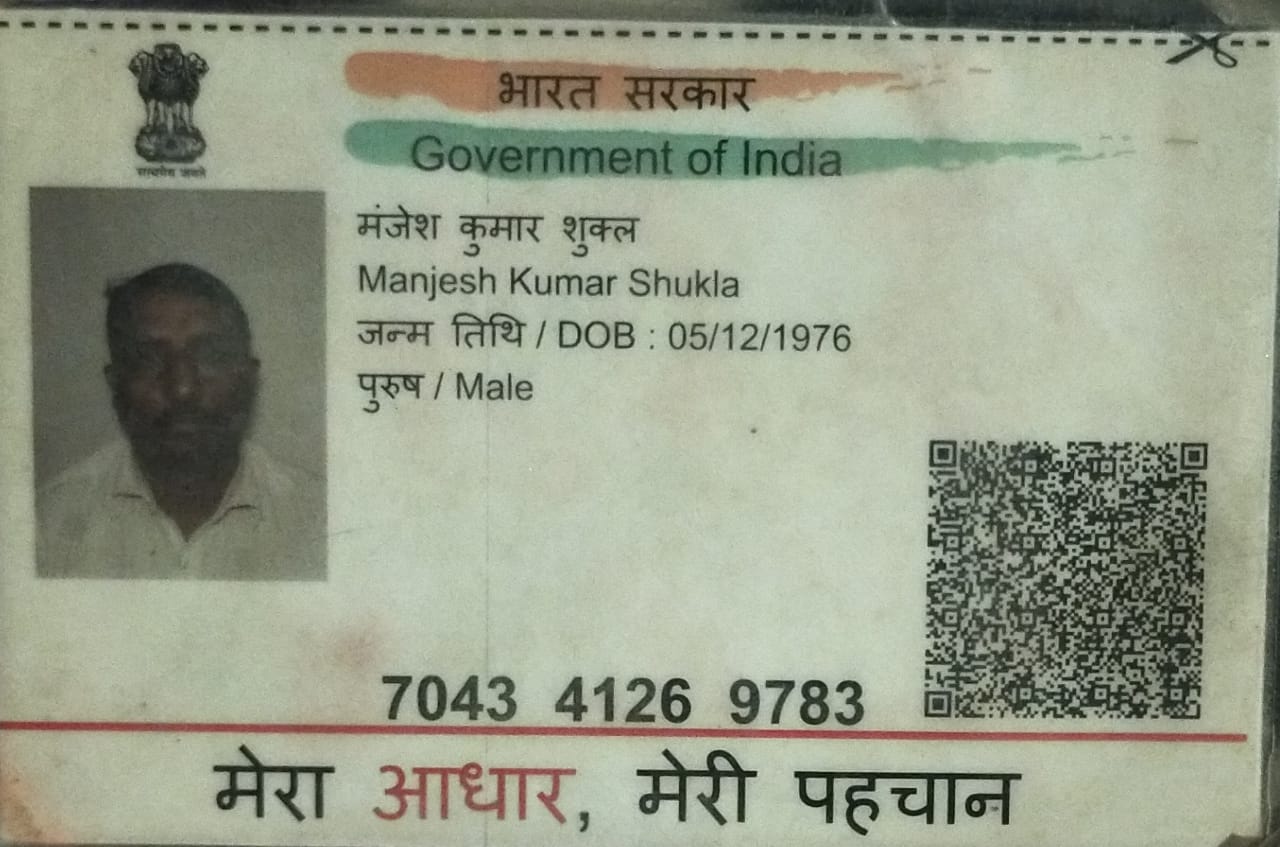 भारत सरकार
Government of India
सत्यमेव जयते
मंजेश कुमार शुक्ल
Manjesh Kumar Shukla
जन्म तिथि / DOB : 05/12/1976
पुरुष / Male
7043 4126 9783
मेरा आधार, मेरी पहचान